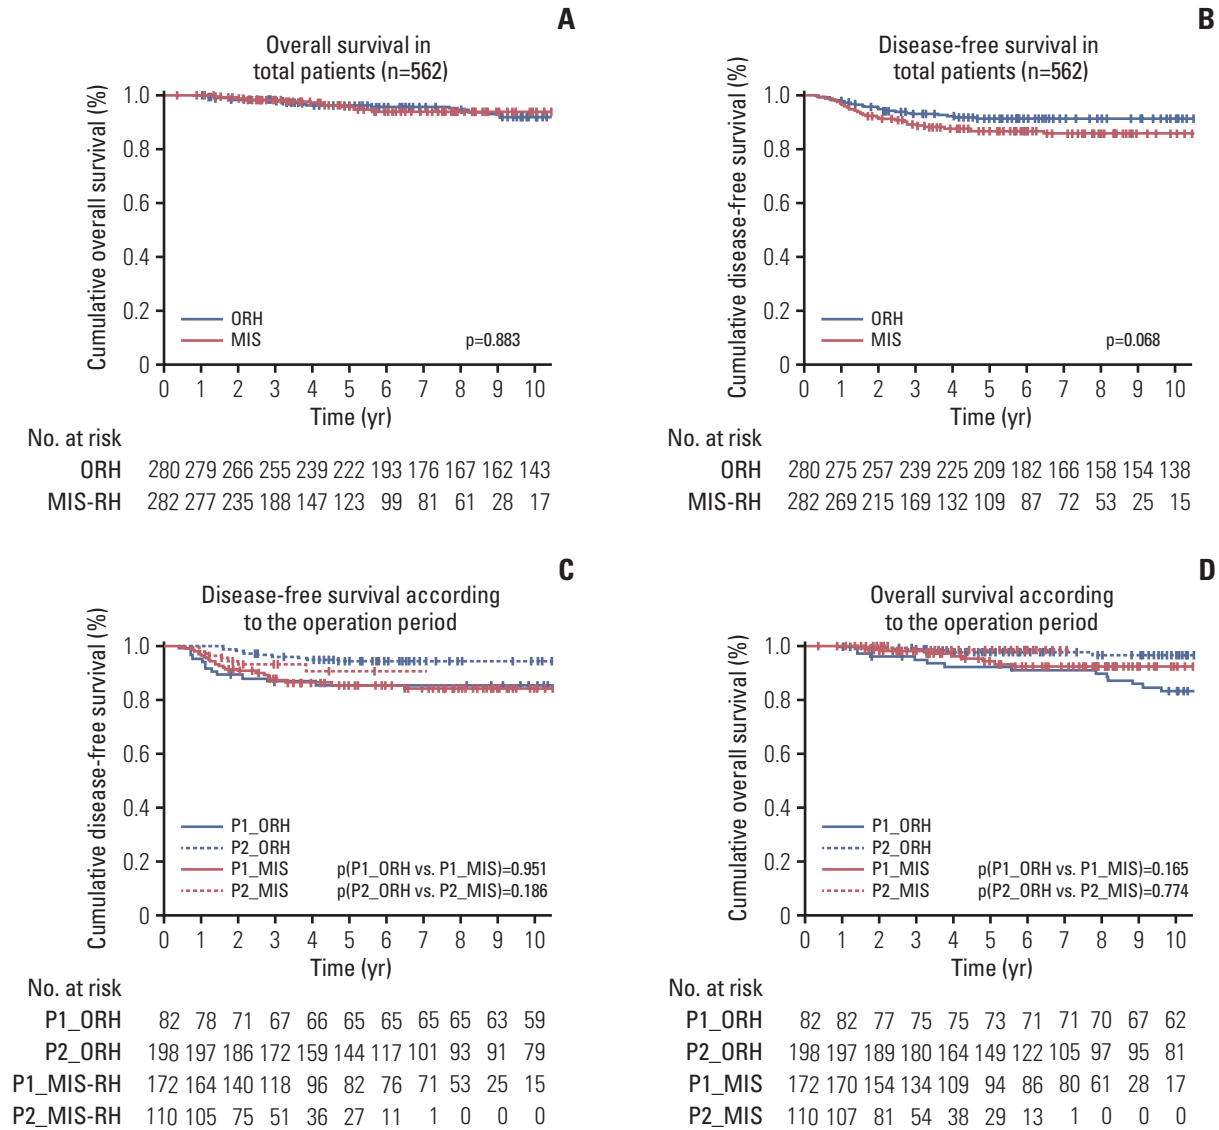 A
Overall survival in
total patients (n=562)
Cumulative overall survival (%)
1.0
0.8
0.6
0.4
0.2
0
ORH
MIS
p=0.883
0 1 2 3 4 5 6 7 8 9 10
Time (yr)
No. at risk
ORH 280 279 266 255 239 222 193 176 167 162 143
MIS-RH 282 277 235 188 147 123 99 81 61 28 17
B
Disease-free survival in
total patients (n=562)
Cumulative disease-free survival (%)
1.0
0.8
0.6
0.4
0.2
0
ORH
MIS
p=0.068
0 1 2 3 4 5 6 7 8 9 10
Time (yr)
No. at risk
ORH 280 275 257 239 225 209 182 166 158 154 138
MIS-RH 282 269 215 169 132 109 87 72 53 25 15
C
Disease-free survival according
to the operation period
Cumulative disease-free survival (%)
1.0
0.8
0.6
0.4
0.2
0
P1_ORH
P2_ORH
P1_MIS p(P1_ORH vs. P1_MIS)=0.951
P2_MIS p(P2_ORH vs. P2_MIS)=0.186
0 1 2 3 4 5 6 7 8 9 10
Time (yr)
No. at risk
P1_ORH 82 78 71 67 66 65 65 65 65 63 59
P2_ORH 198 197 186 172 159 144 117 101 93 91 79
P1_MIS-RH 172 164 140 118 96 82 76 71 53 25 15
P2_MIS-RH 110 105 75 51 36 27 11 1 0 0 0
D
Overall survival according
to the operation period
Cumulative overall survival (%)
1.0
0.8
0.6
0.4
0.2
0
P1_ORH
P2_ORH
P1_MIS p(P1_ORH vs. P1_MIS)=0.165
P2_MIS p(P2_ORH vs. P2_MIS)=0.774
0 1 2 3 4 5 6 7 8 9 10
Time (yr)
No. at risk
P1_ORH 82 82 77 75 75 73 71 71 70 67 62
P2_ORH 198 197 189 180 164 149 122 105 97 95 81
P1_MIS 172 170 154 134 109 94 86 80 61 28 17
P2_MIS 110 107 81 54 38 29 13 1 0 0 0